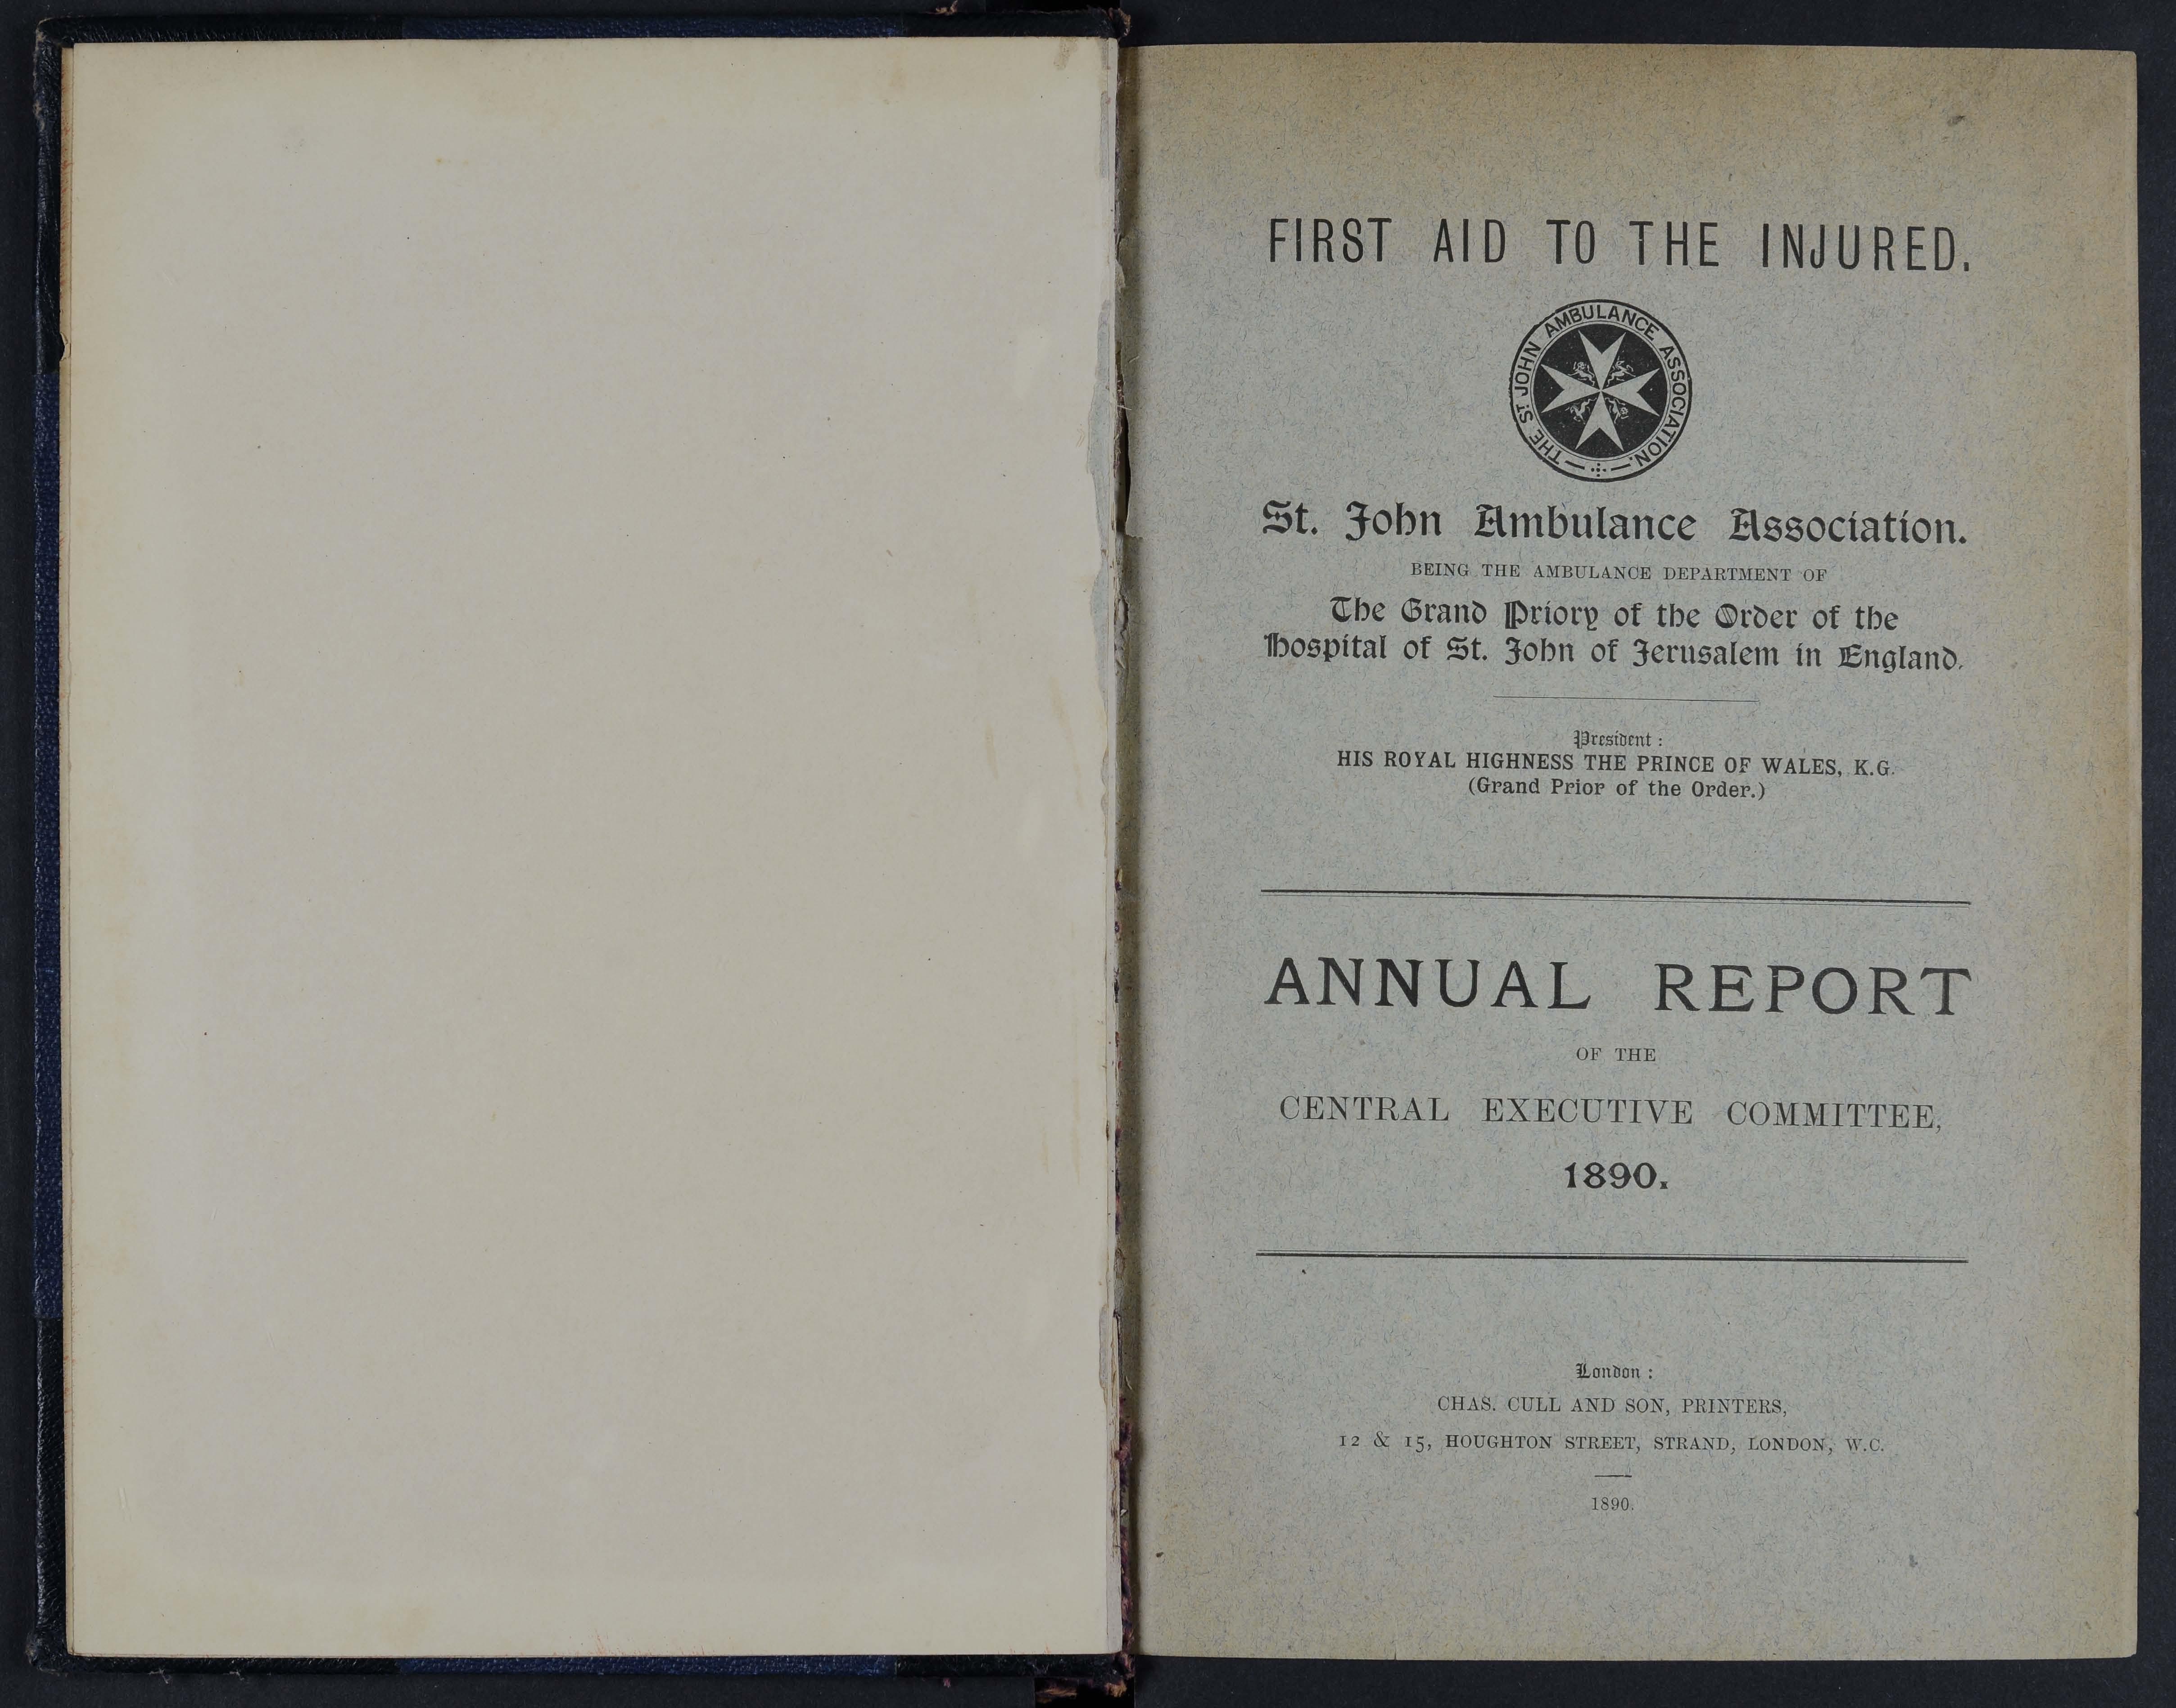 FIRST AID TO THE INJURED.
THE ST. JOHN AMBULANCE ASSOCIATION.
St. John Ambulance Association.
BEING THE AMBULANCE DEPARTMENT OF
The Grand Priory of the Order of the
Hospital of St. John of Jerusalem in England.
President :
HIS ROYAL HIGHNESS THE PRINCE OF WALES, K.G.
(Grand Prior of the Order.)
ANNUAL REPORT
OF THE
CENTRAL EXECUTIVE COMMITTEE,
1890.
London :
CHAS. CULL AND SON, PRINTERS,
12 & 15, HOUGHTON STREET, STRAND, LONDON, W.C.
1890.